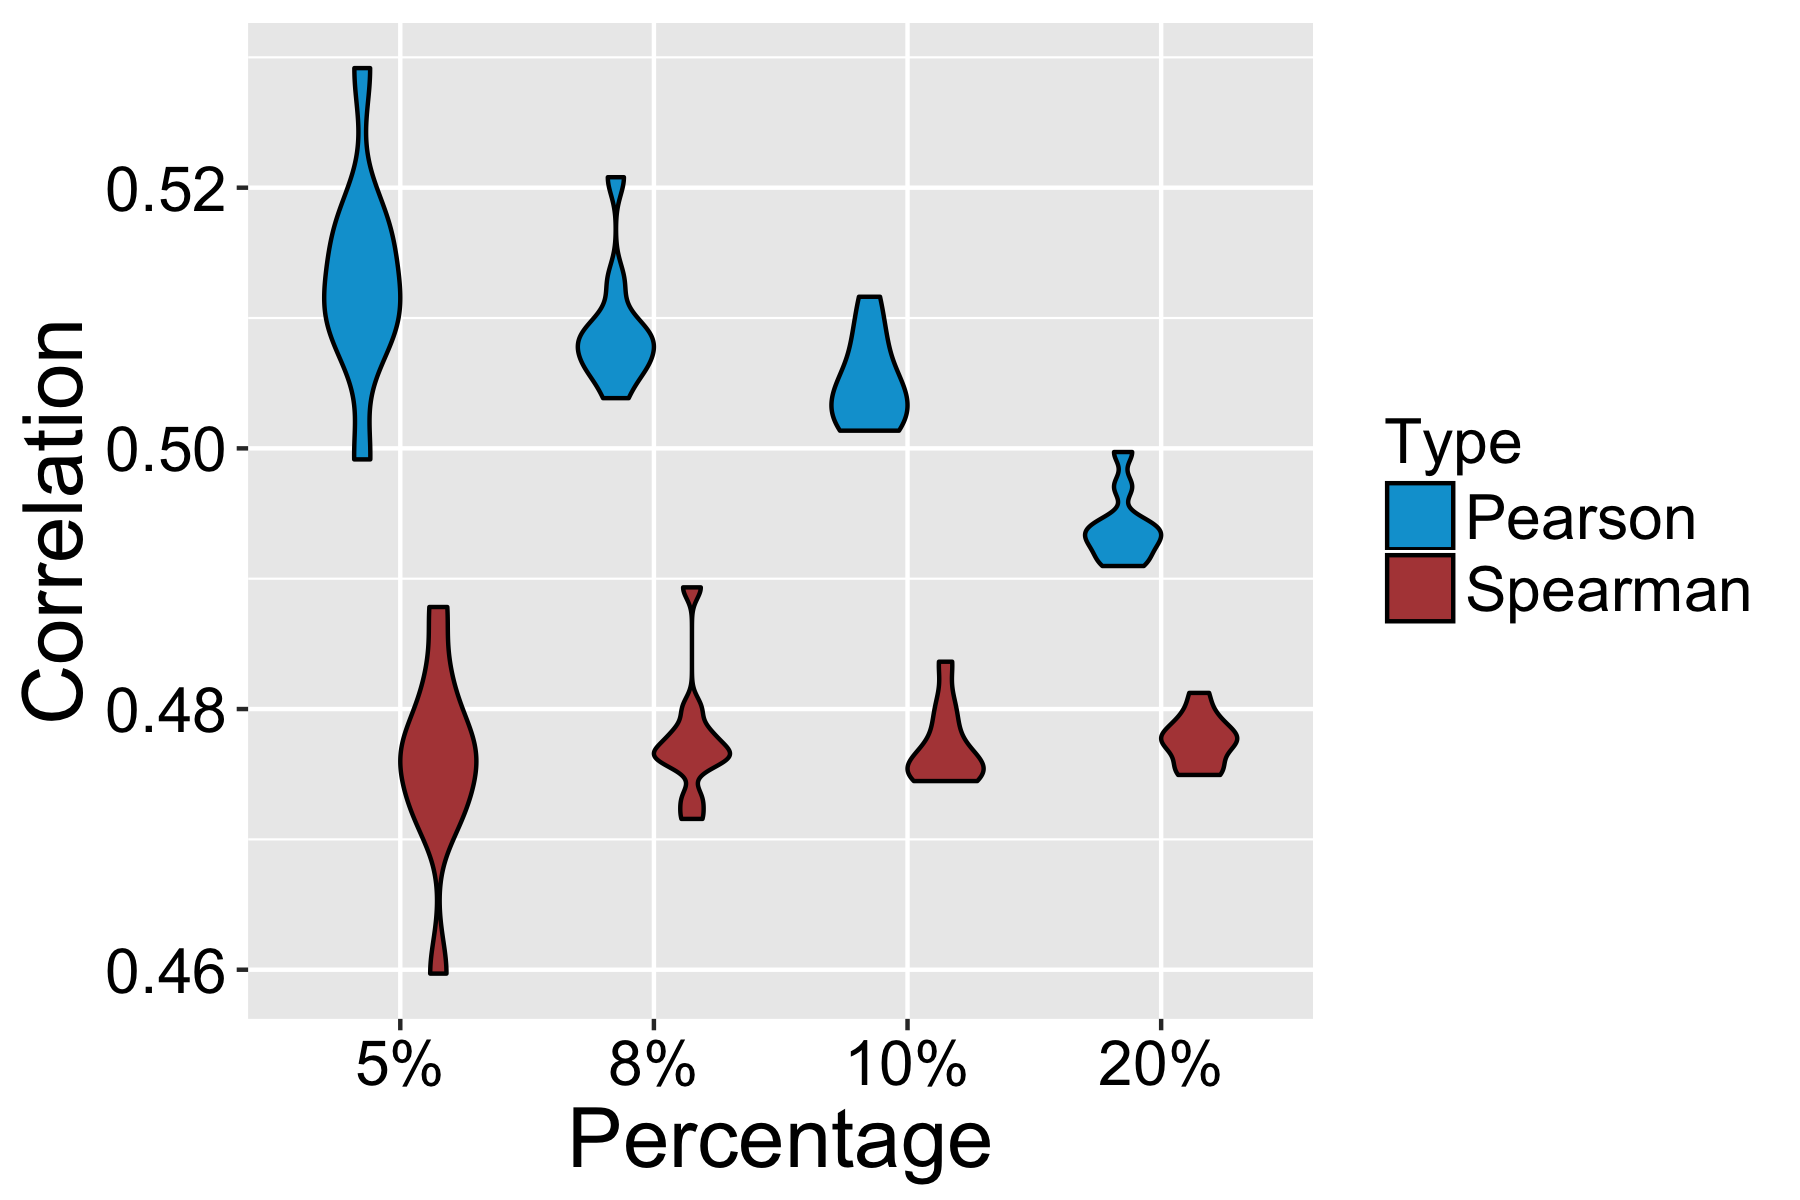 Correlation
0.52
0.50
0.48
0.46
5% 8% 10% 20%
Percentage
Type
Pearson
Spearman